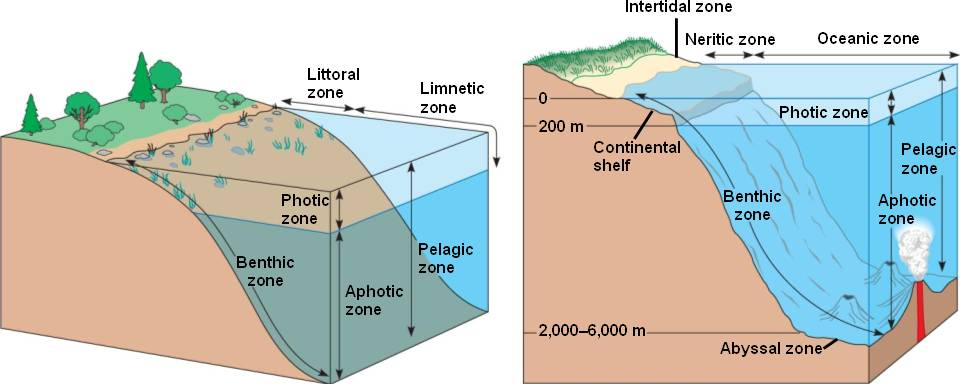 Littoral
zone
Limnetic
zone
Photic
zone
Benthic
zone
Aphotic
zone
Pelagic
zone
Intertidal zone
Neritic zone
Oceanic zone
0
200 m
Continental
shelf
Photic zone
Pelagic
zone
Benthic
zone
Aphotic
zone
2,000–6,000 m
Abyssal zone